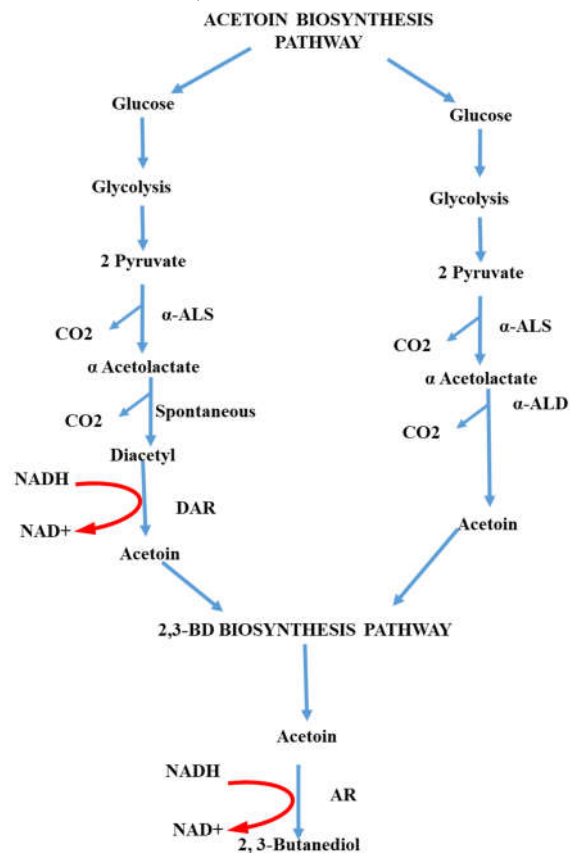 ACETOIN BIOSYNTHESIS
PATHWAY
Glucose
Glycolysis
2 Pyruvate
α-ALS
CO2
α Acetolactate
Spontaneous
CO2
Diacetyl
NADH
DAR
NAD+
Acetoin
Glucose
Glycolysis
2 Pyruvate
α-ALS
CO2
α Acetolactate
α-ALD
CO2
Acetoin
2,3-BD BIOSYNTHESIS PATHWAY
Acetoin
NADH
AR
NAD+
2, 3-Butanediol